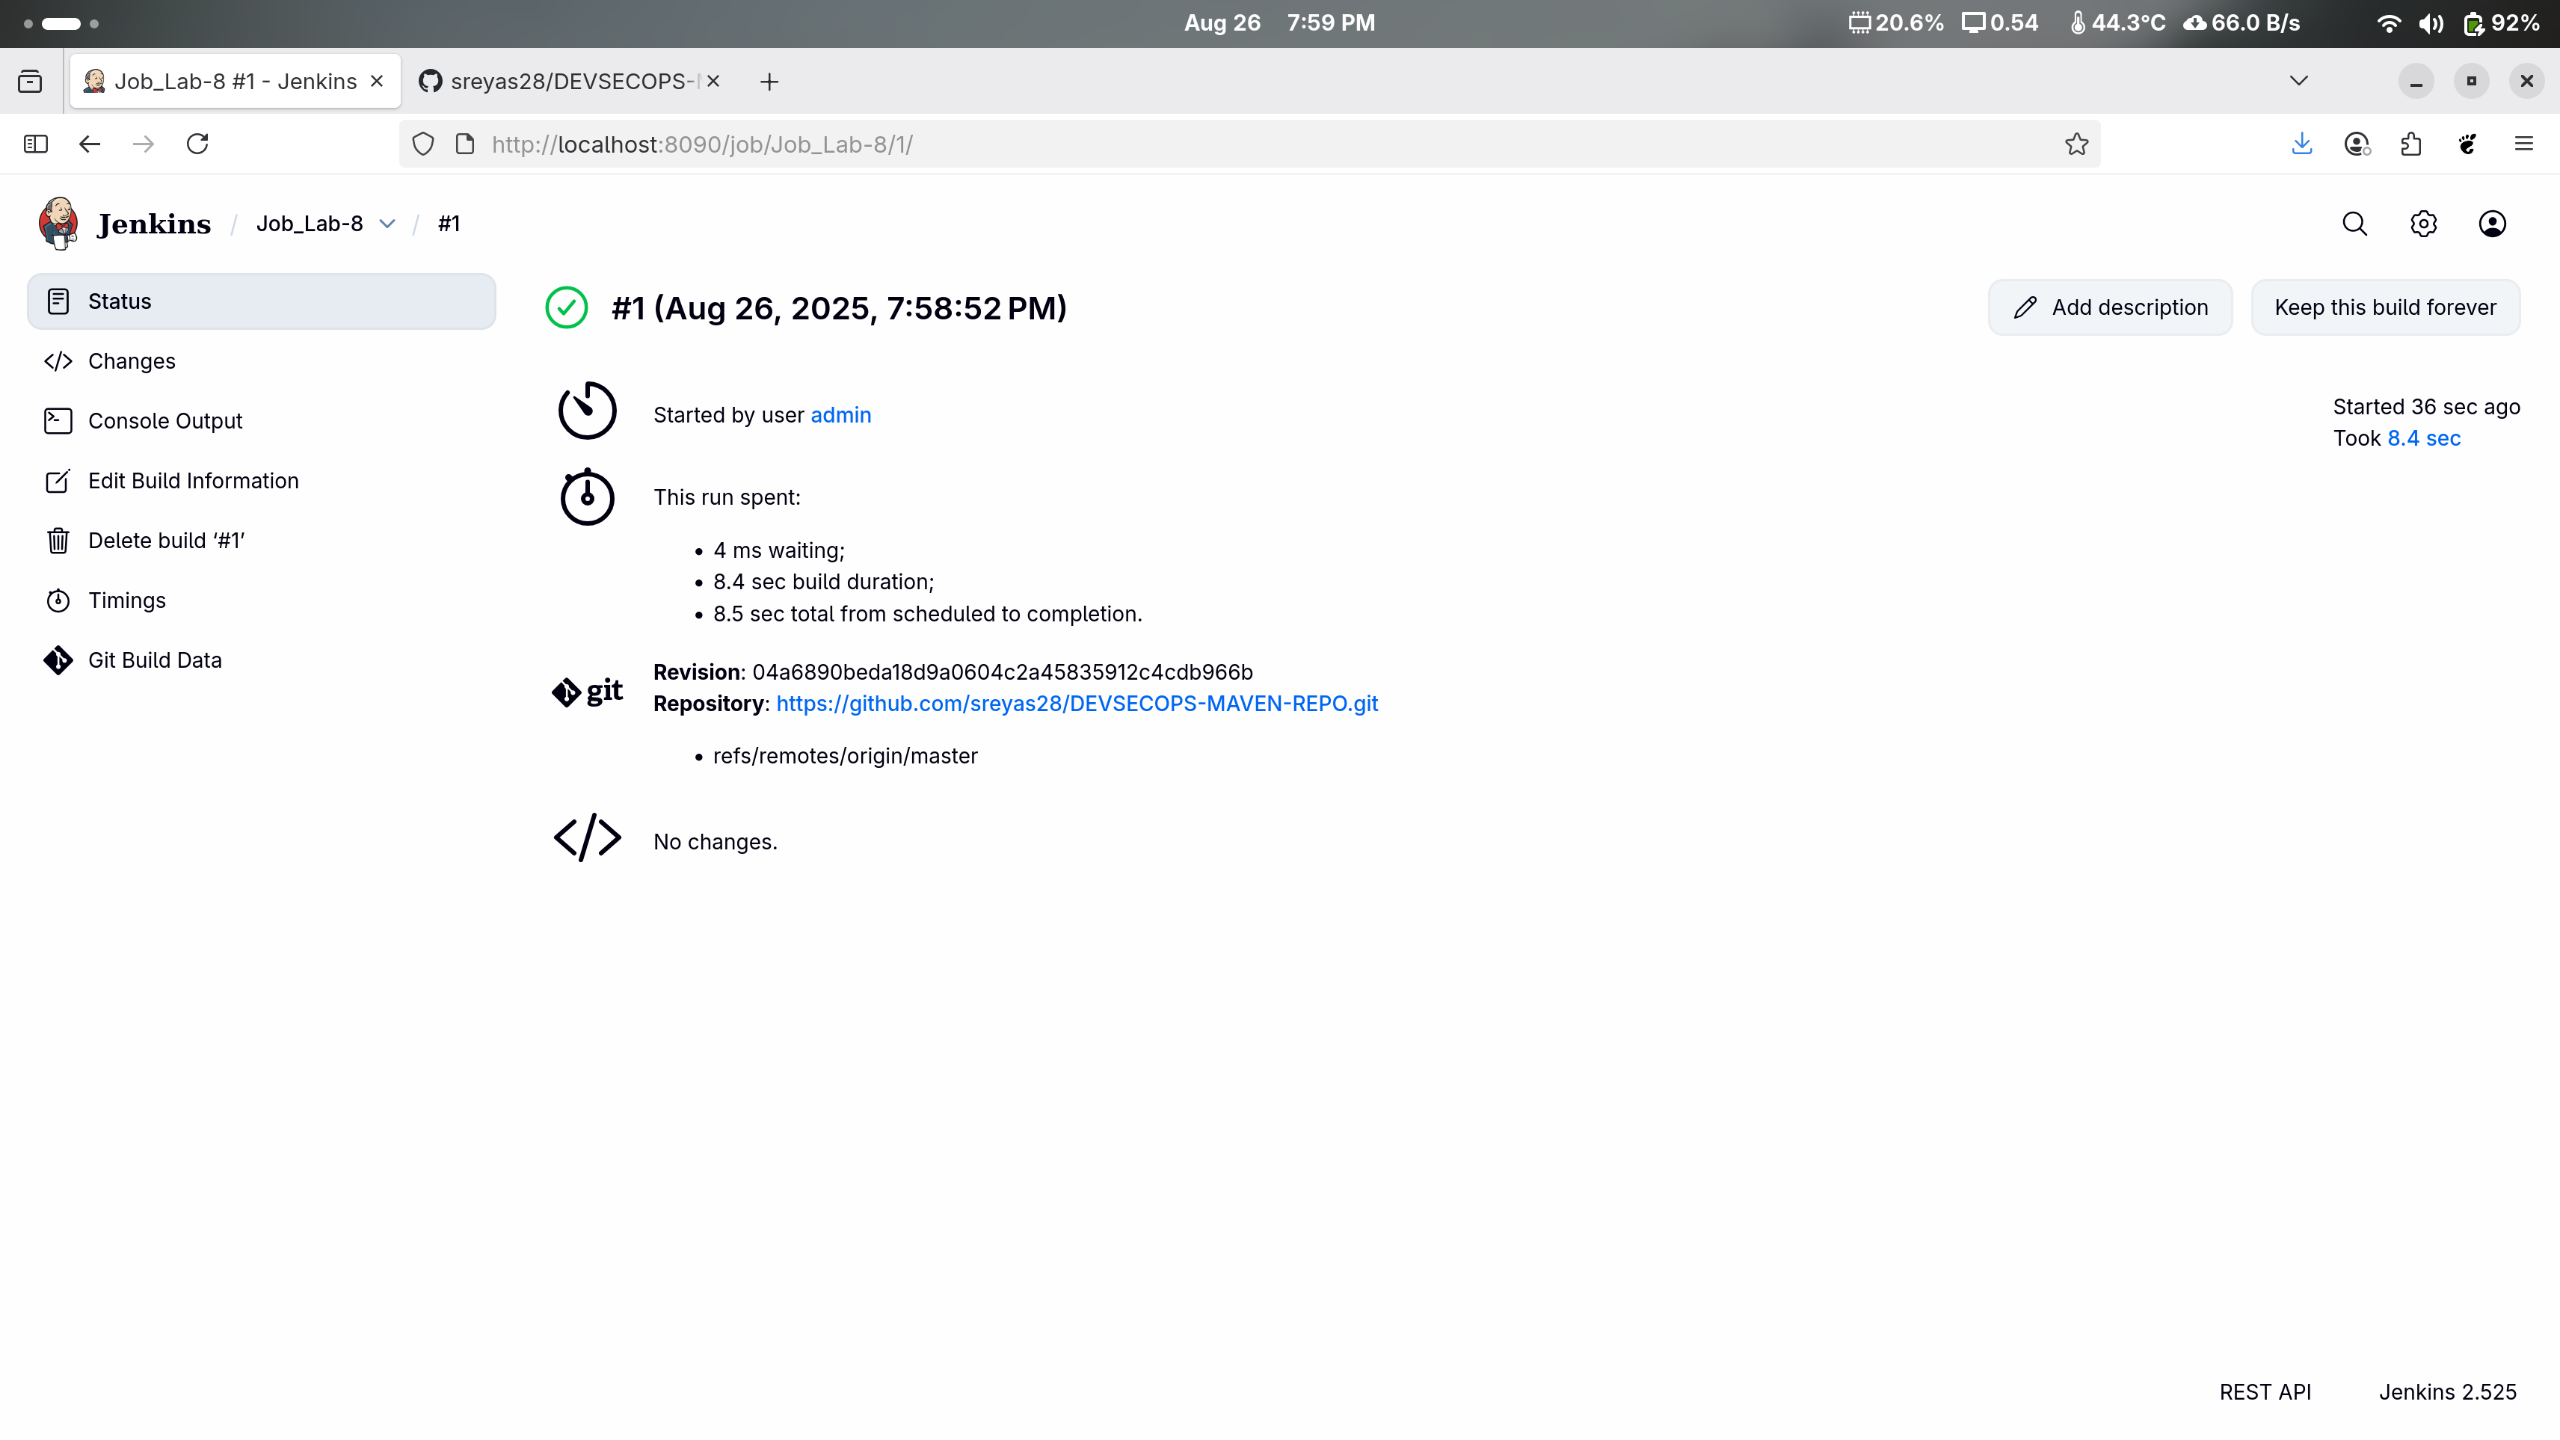 Aug 26 7:59 PM
20.6% 0.54 44.3°C 66.0 B/s 92%
Job_Lab-8 #1 - Jenkins
sreyas28/DEVSECOPS-
http://localhost:8090/job/Job_Lab-8/1/
Jenkins / Job_Lab-8 / #1
Status
Changes
Console Output
Edit Build Information
Delete build ‘#1’
Timings
Git Build Data
#1 (Aug 26, 2025, 7:58:52 PM)
Add description
Keep this build forever
Started by user admin
Started 36 sec ago
Took 8.4 sec
This run spent:
• 4 ms waiting;
• 8.4 sec build duration;
• 8.5 sec total from scheduled to completion.
git
Revision: 04a6890beda18d9a0604c2a45835912c4cdb966b
Repository: https://github.com/sreyas28/DEVSECOPS-MAVEN-REPO.git
• refs/remotes/origin/master
No changes.
REST API
Jenkins 2.525